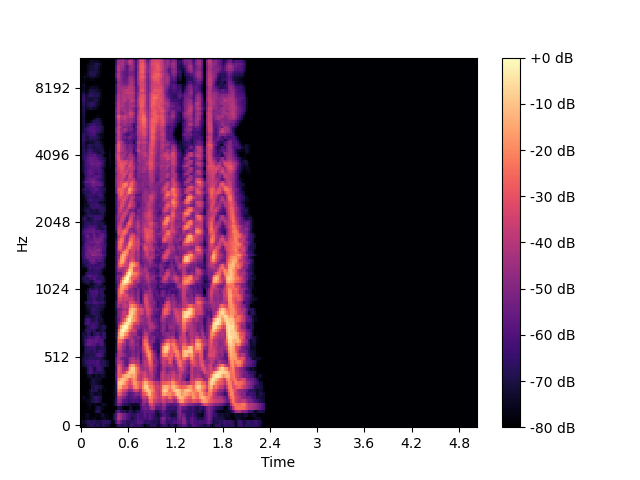 +0 dB
8192
-10 dB
4096
-20 dB
-30 dB
2048
Hz
-40 dB
1024
-50 dB
512
-60 dB
-70 dB
0
-80 dB
0 0.6 1.2 1.8 2.4 3 3.6 4.2 4.8
Time